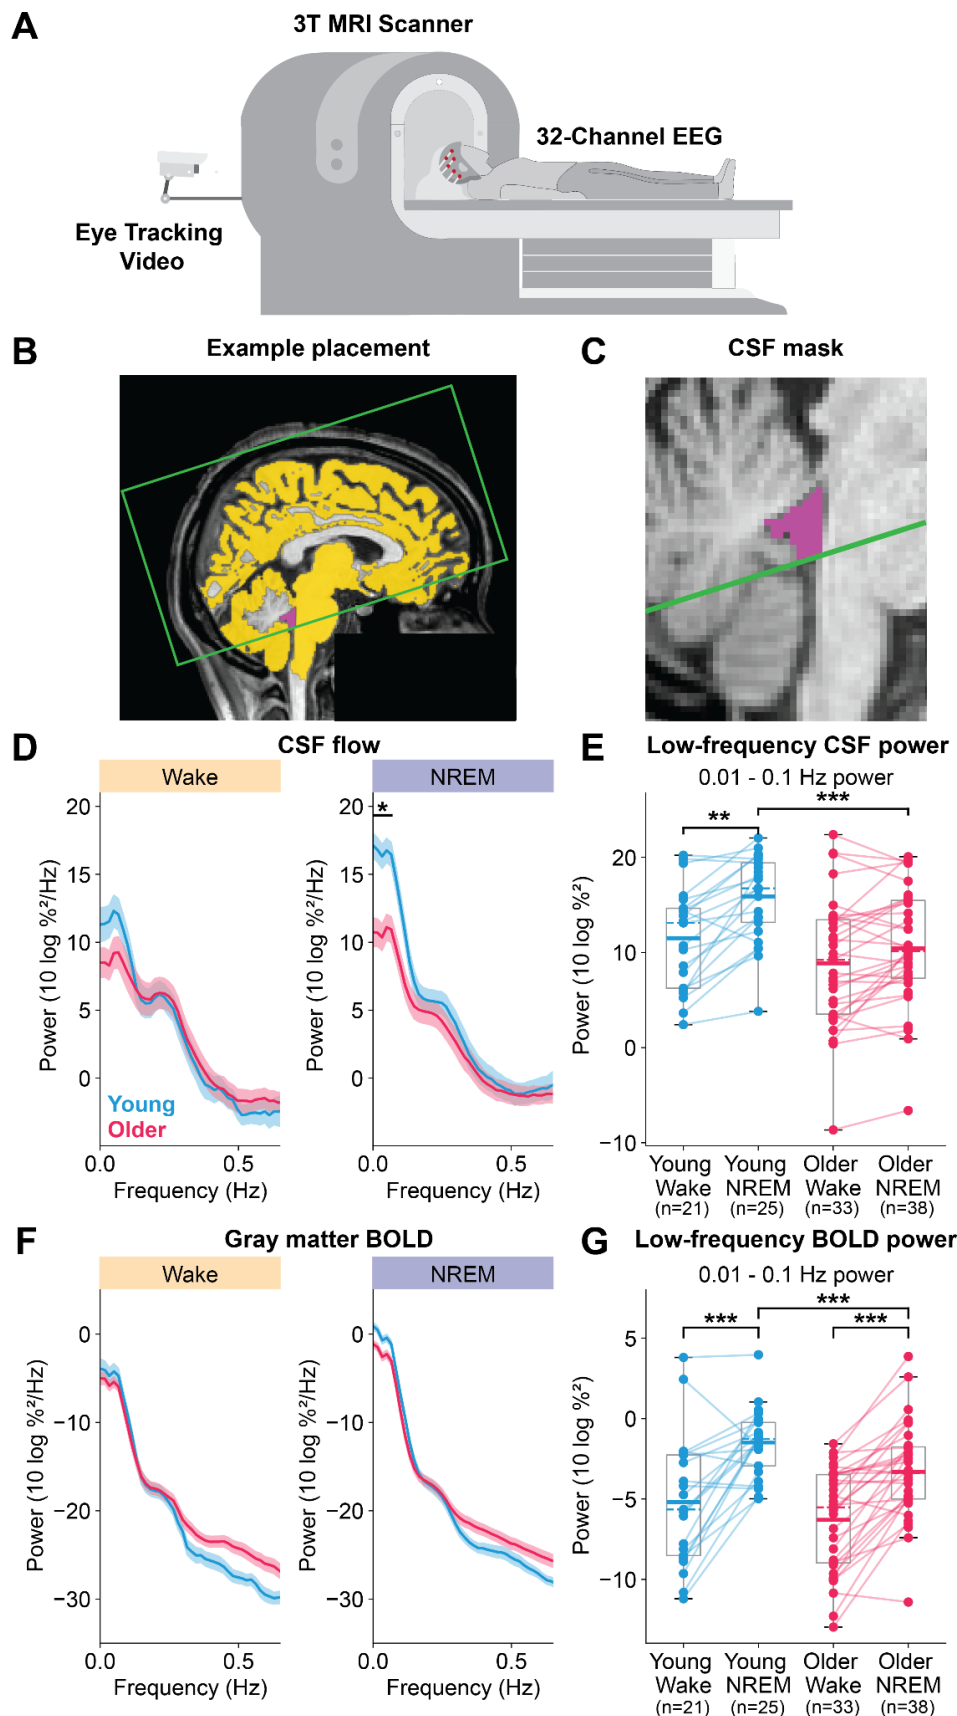 A
3T MRI Scanner
32-Channel EEG
Eye Tracking
Video
B
Example placement
C
CSF mask
D
CSF flow
Wake
NREM
Power (10 log %²/Hz)
20
15
10
5
0
Young
Older
0.0
0.5
Frequency (Hz)
Power (10 log %²/Hz)
20
*
15
10
5
0
0.0
0.5
Frequency (Hz)
E
Low-frequency CSF power
0.01 - 0.1 Hz power
**
***
Power (10 log %²)
20
10
0
−10
Young
Wake
(n=21)
Young
NREM
(n=25)
Older
Wake
(n=33)
Older
NREM
(n=38)
F
Gray matter BOLD
Wake
NREM
Power (10 log %²/Hz)
0
−10
−20
−30
0.0
0.5
Frequency (Hz)
Power (10 log %²/Hz)
0
−10
−20
−30
0.0
0.5
Frequency (Hz)
G
Low-frequency BOLD power
0.01 - 0.1 Hz power
***
***
***
Power (10 log %²)
5
0
−5
−10
Young
Wake
(n=21)
Young
NREM
(n=25)
Older
Wake
(n=33)
Older
NREM
(n=38)